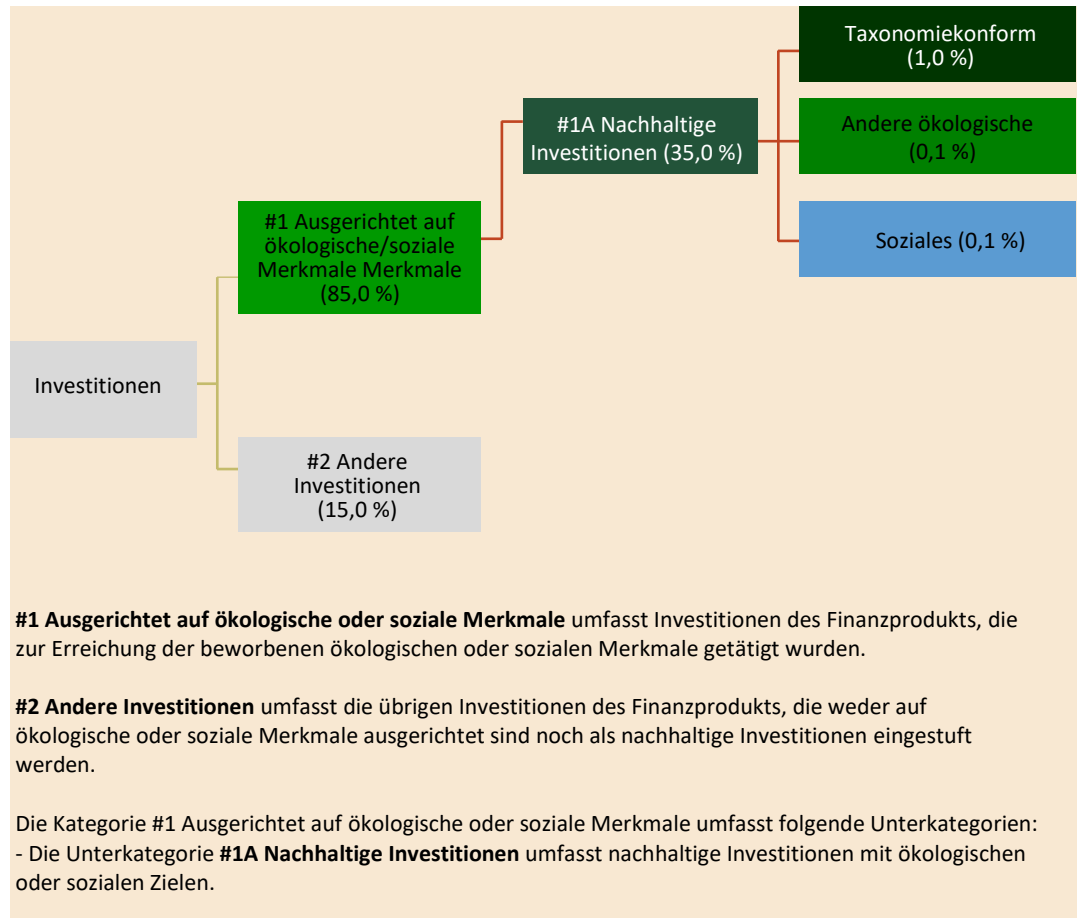 Taxonomiekonform
(1,0 %)
#1A Nachhaltige
Investitionen (35,0 %)
Andere ökologische
(0,1 %)
#1 Ausgerichtet auf
ökologische/soziale
Merkmale Merkmale
(85,0 %)
Soziales (0,1 %)
Investitionen
#2 Andere
Investitionen
(15,0 %)
#1 Ausgerichtet auf ökologische oder soziale Merkmale umfasst Investitionen des Finanzprodukts, die
zur Erreichung der beworbenen ökologischen oder sozialen Merkmale getätigt wurden.
#2 Andere Investitionen umfasst die übrigen Investitionen des Finanzprodukts, die weder auf
ökologische oder soziale Merkmale ausgerichtet sind noch als nachhaltige Investitionen eingestuft
werden.
Die Kategorie #1 Ausgerichtet auf ökologische oder soziale Merkmale umfasst folgende Unterkategorien:
- Die Unterkategorie #1A Nachhaltige Investitionen umfasst nachhaltige Investitionen mit ökologischen
oder sozialen Zielen.